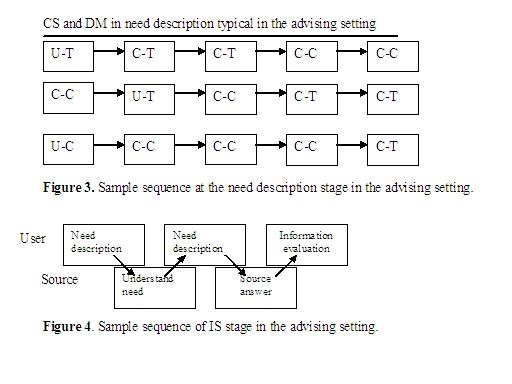 CS and DM in need description typical in the advising setting
U-T C-T C-T C-C C-C
C-C U-T C-C C-T C-T
U-C C-C C-C C-C C-T
Figure 3. Sample sequence at the need description stage in the advising setting.
User
Need
description
Need
description
Information
evaluation
Source
Understand
need
Source
answer
Figure 4. Sample sequence of IS stage in the advising setting.